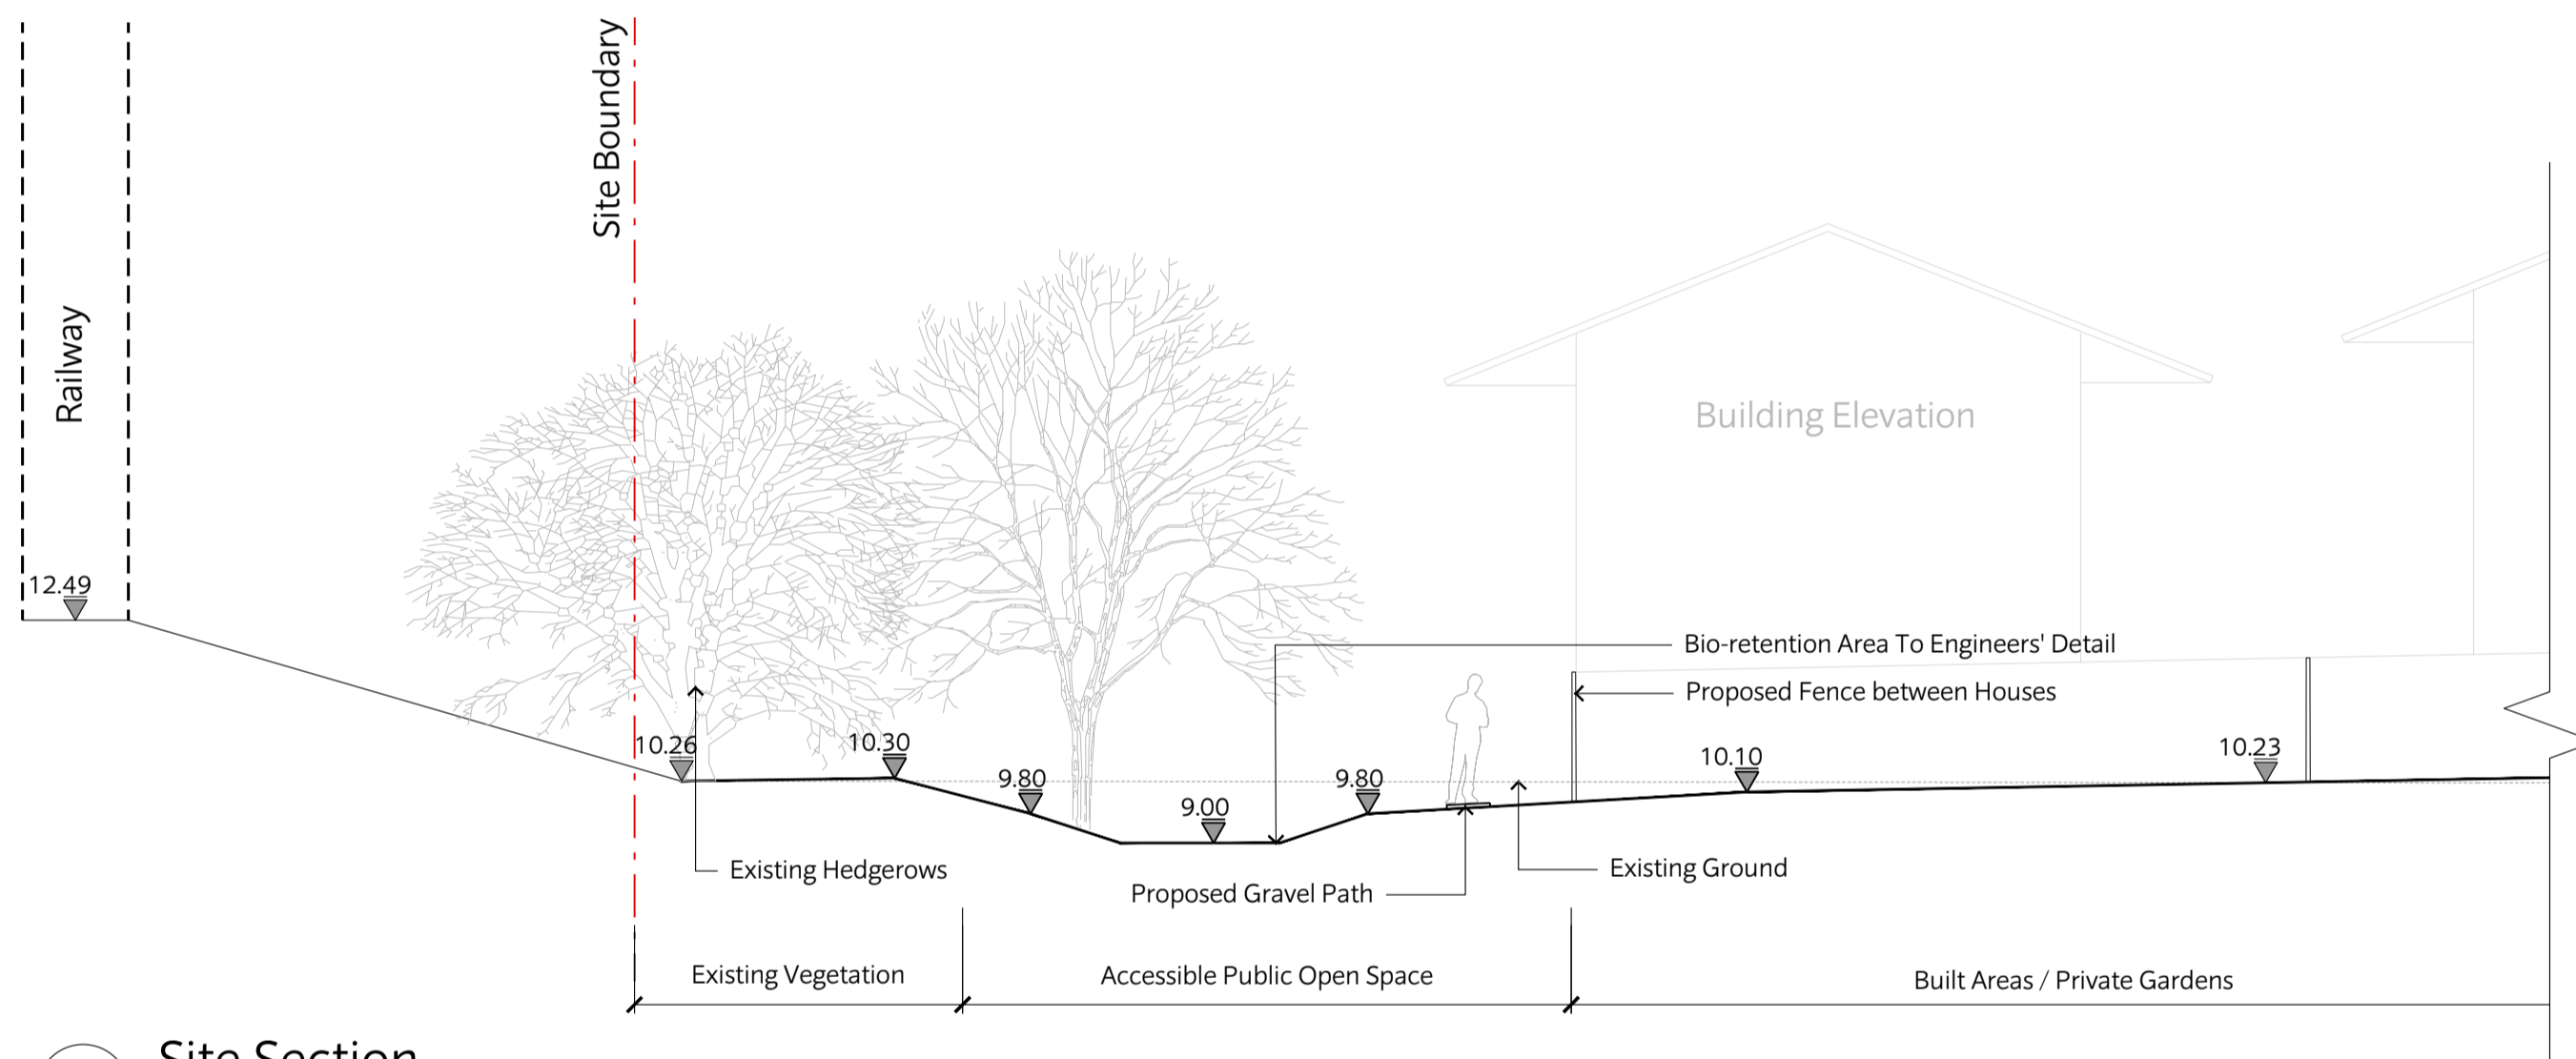 Site Boundary
Railway
Building Elevation
12.49
Bio-retention Area To Engineers' Detail
Proposed Fence between Houses
10.26
10.30
9.80
9.00
9.80
10.10
10.23
Existing Hedgerows
Existing Ground
Proposed Gravel Path
Existing Vegetation
Accessible Public Open Space
Built Areas / Private Gardens
Site Section